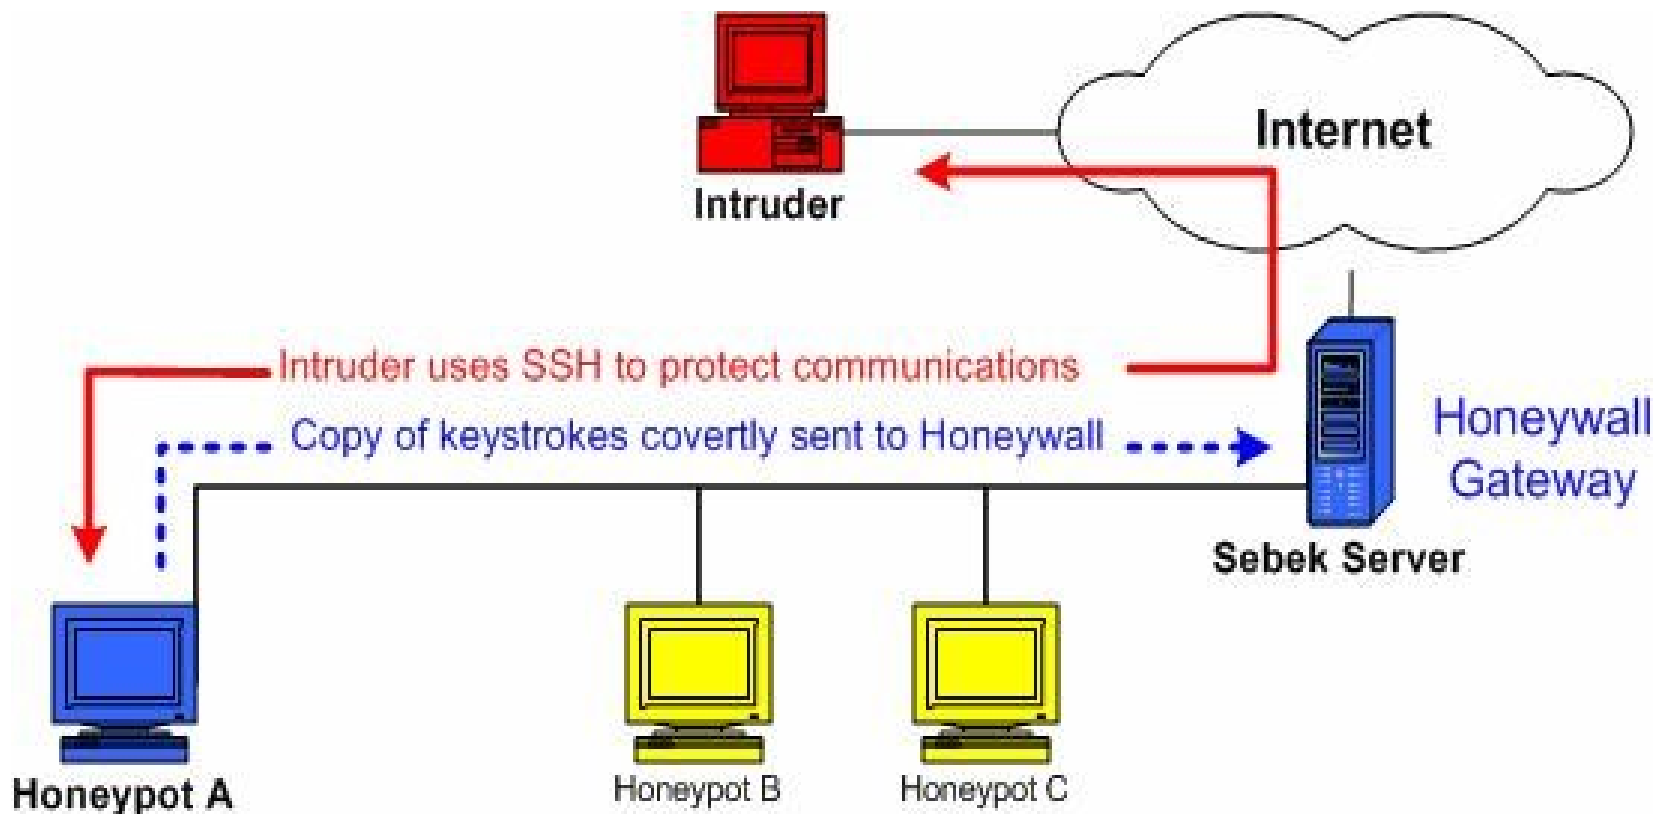 Internet
Intruder
Intruder uses SSH to protect communications
Copy of keystrokes covertly sent to Honeywall
Honeywall
Gateway
Sebek Server
Honeypot A
Honeypot B
Honeypot C